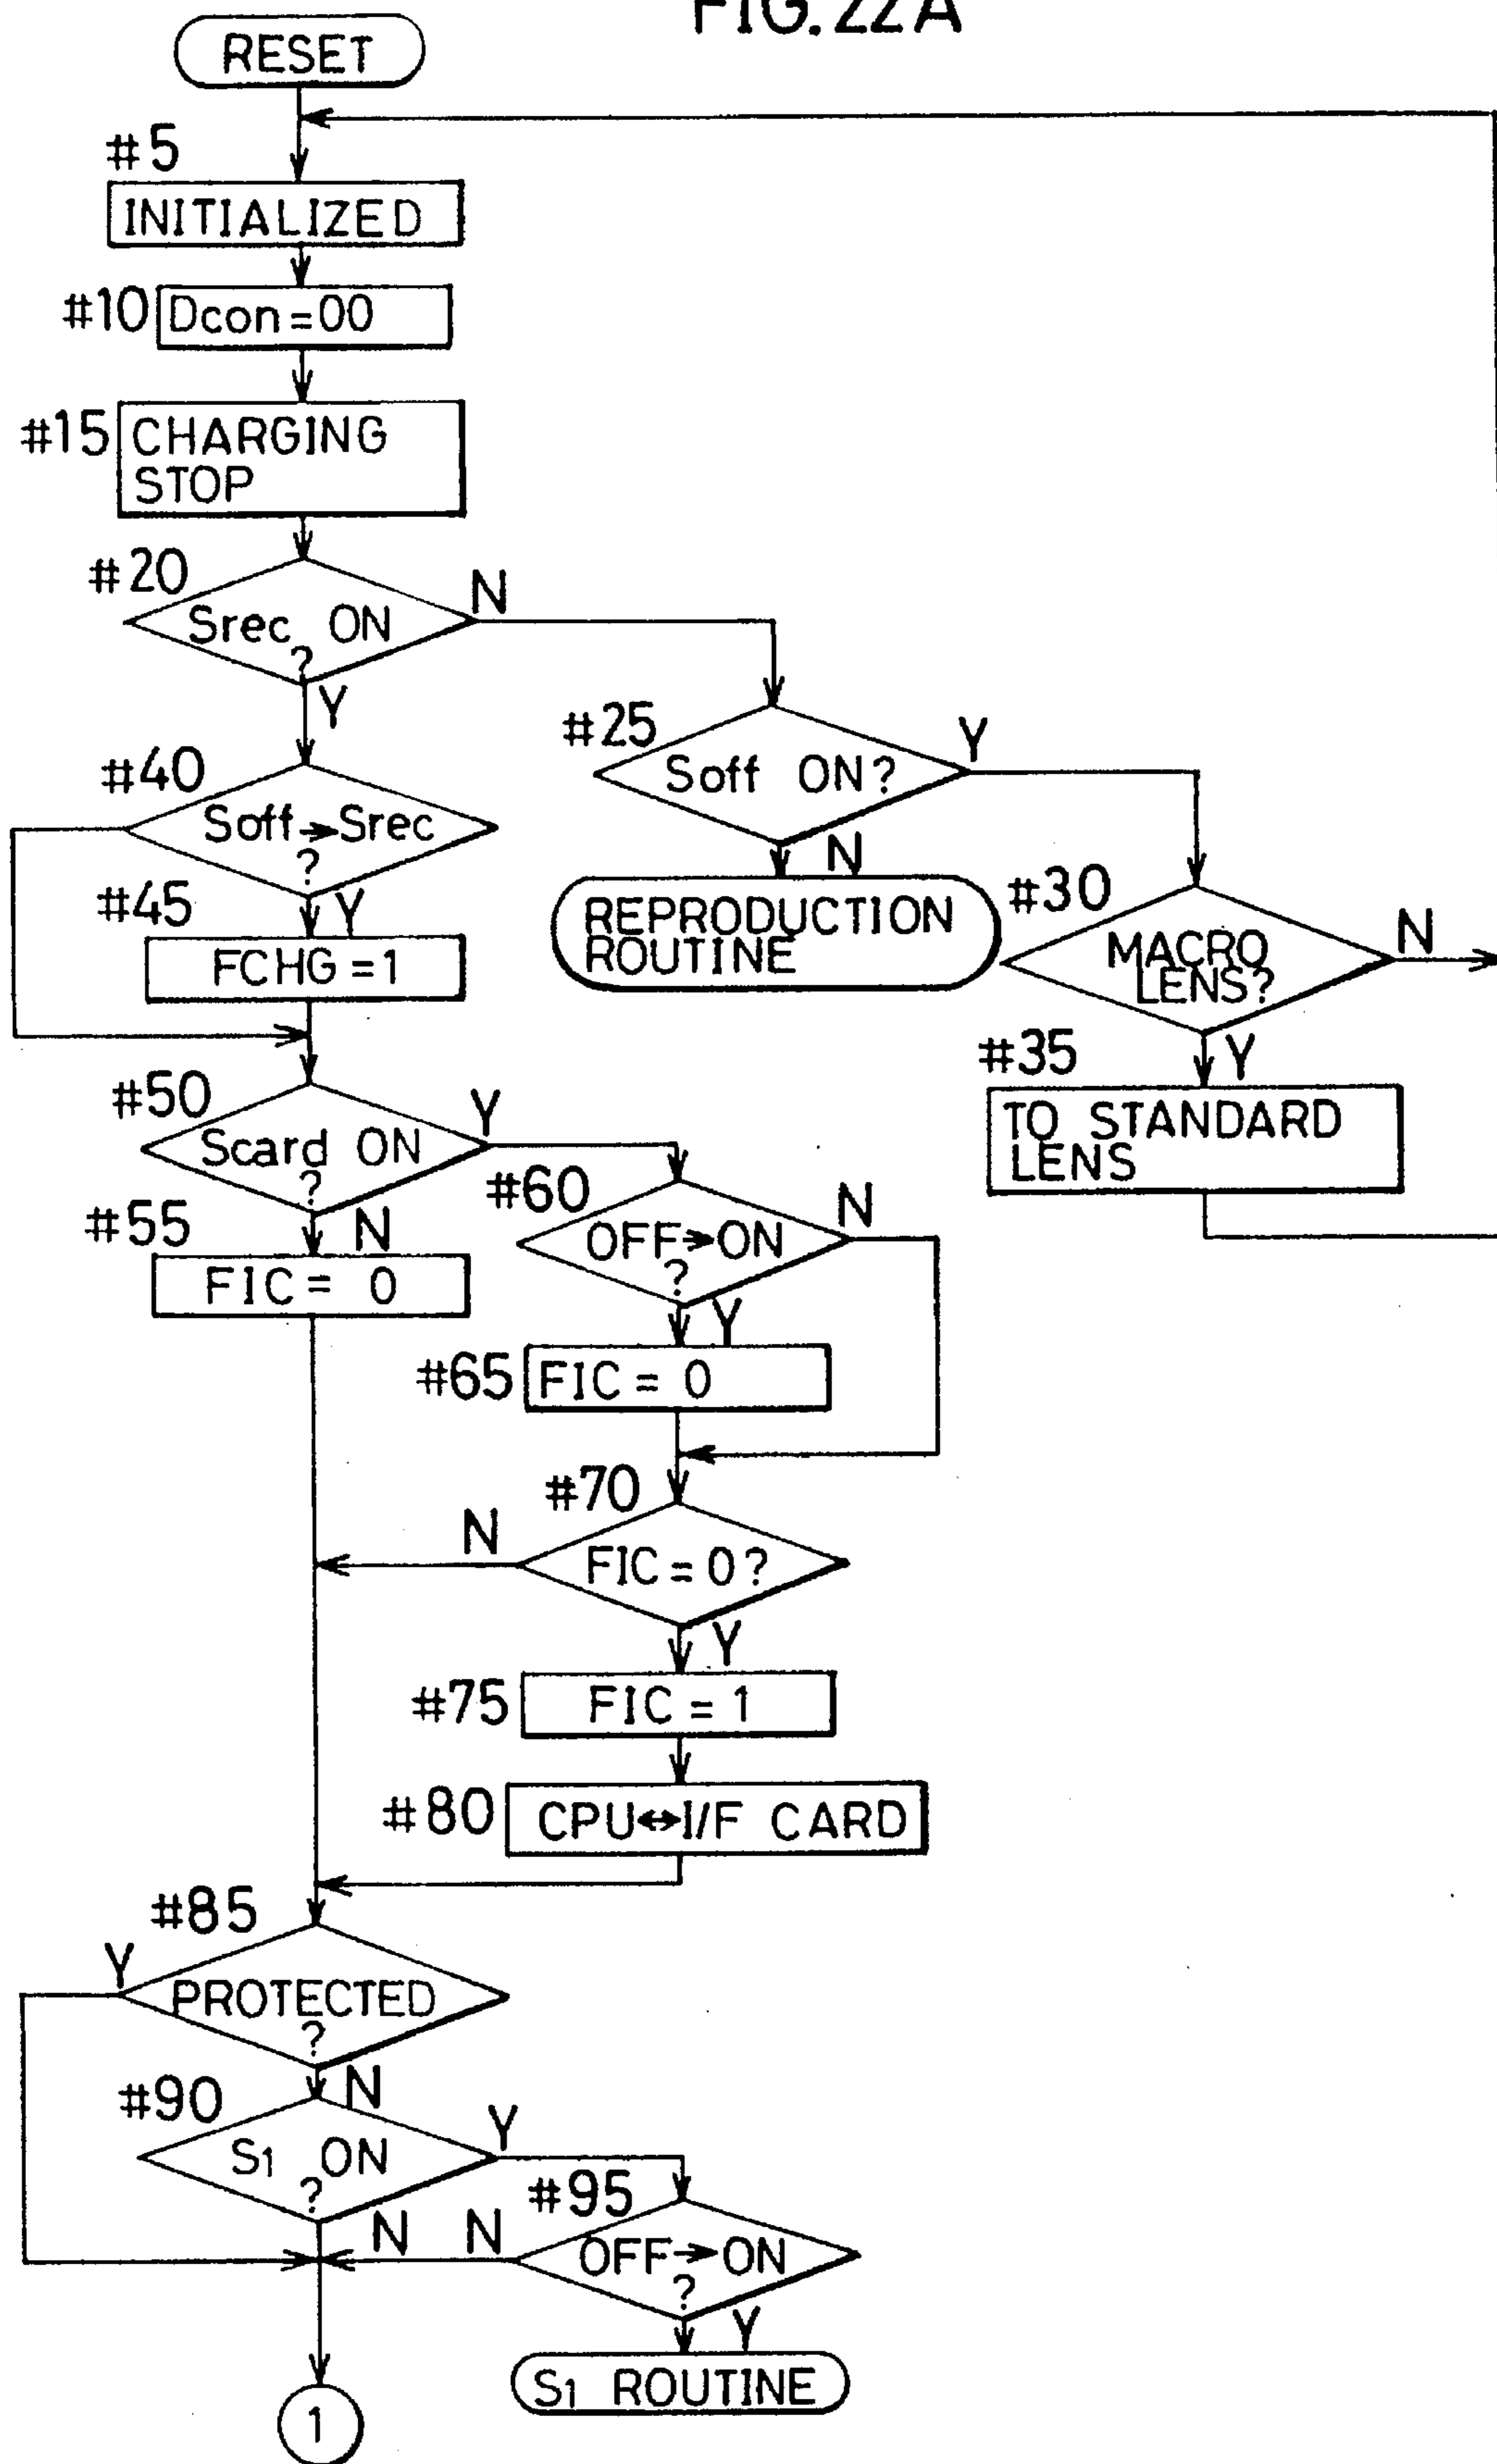 FIG. 22A
RESET
#5
INITIALIZED
#10
Dcon=00
#15
CHARGING
STOP
#20
Srec ON
?
N
Y
#25
Soff ON?
Y
N
REPRODUCTION
ROUTINE
#30
MACRO
LENS?
N
Y
#35
TO STANDARD
LENS
#40
Soff→Srec
?
Y
#45
FCHG=1
#50
Scard ON
?
Y
N
#55
FIC= 0
#60
OFF→ON
?
N
Y
#65
FIC= 0
#70
FIC=0?
N
Y
#75
FIC=1
#80
CPU↔I/F CARD
#85
PROTECTED
?
Y
N
#90
S1 ON
?
Y
N
#95
OFF→ON
?
N
Y
S1 ROUTINE
1